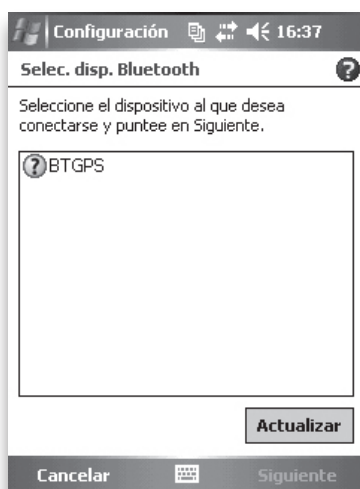 Configuración 16:37
Selec. disp. Bluetooth ?
Seleccione el dispositivo al que desea
conectarse y puntee en Siguiente.
?BTGPS
Actualizar
Cancelar Siguiente